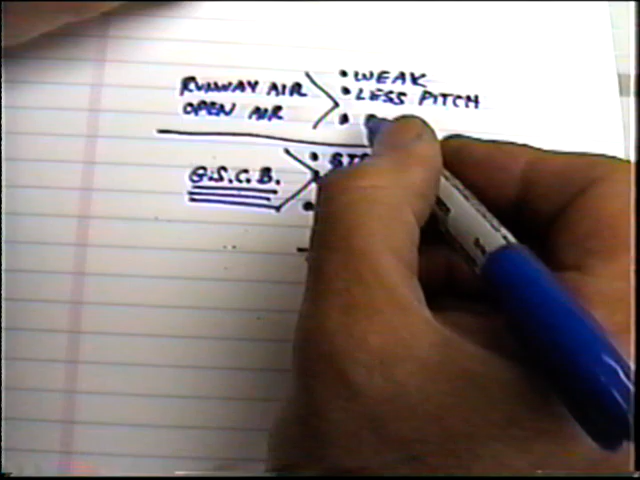 RUNWAY AIR
OPEN AIR
• WEAK
• LESS PITCH
•
G.S.C.B.
•
•